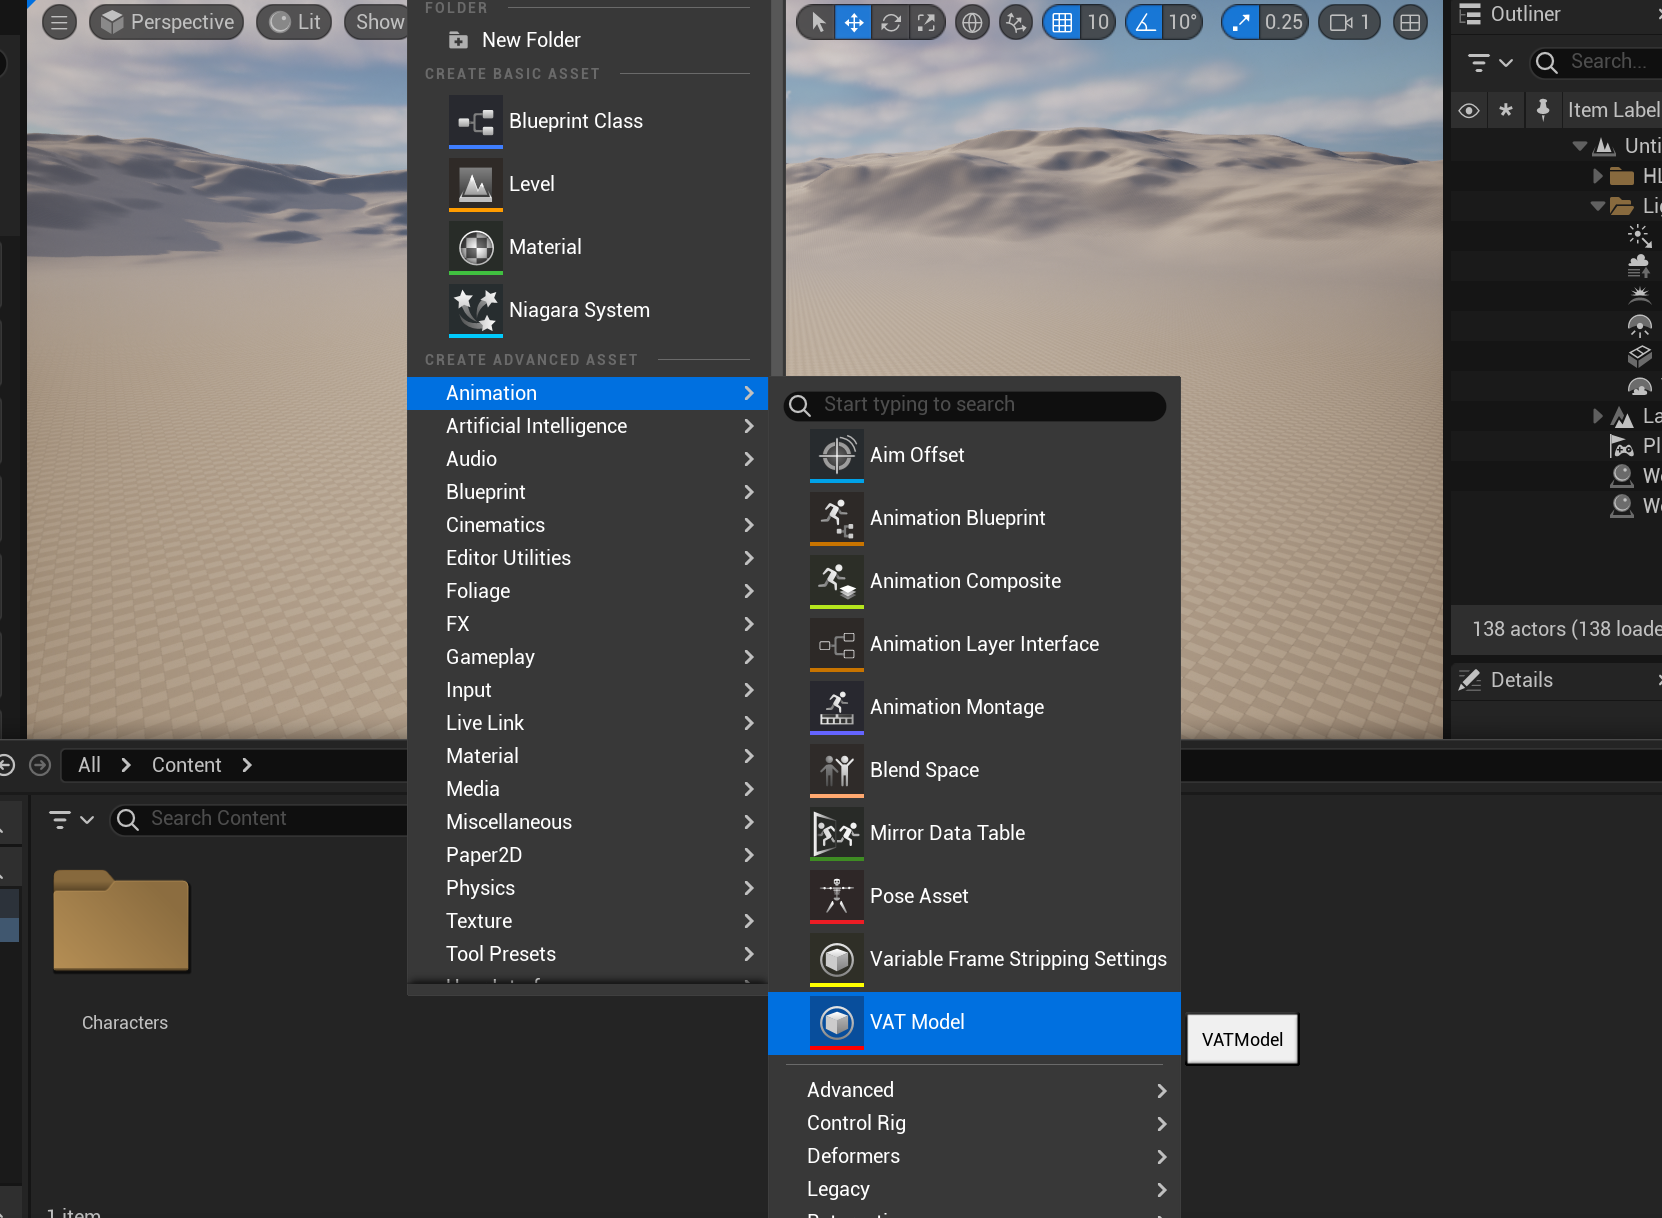 Perspective
Lit
Show
FOLDER
New Folder
CREATE BASIC ASSET
Blueprint Class
Level
Material
Niagara System
CREATE ADVANCED ASSET
Animation
Artificial Intelligence
Audio
Blueprint
Cinematics
Editor Utilities
Foliage
FX
Gameplay
Input
Live Link
Material
Media
Miscellaneous
Paper2D
Physics
Texture
Tool Presets
Start typing to search
Aim Offset
Animation Blueprint
Animation Composite
Animation Layer Interface
Animation Montage
Blend Space
Mirror Data Table
Pose Asset
Variable Frame Stripping Settings
VAT Model
VATModel
Advanced
Control Rig
Deformers
Legacy
10
10°
0.25
1
Outliner
Search...
Item Label
Unti
HL
Lig
La
Pl
We
We
138 actors (138 loade
Details
All
Content
Search Content
Characters
1 item